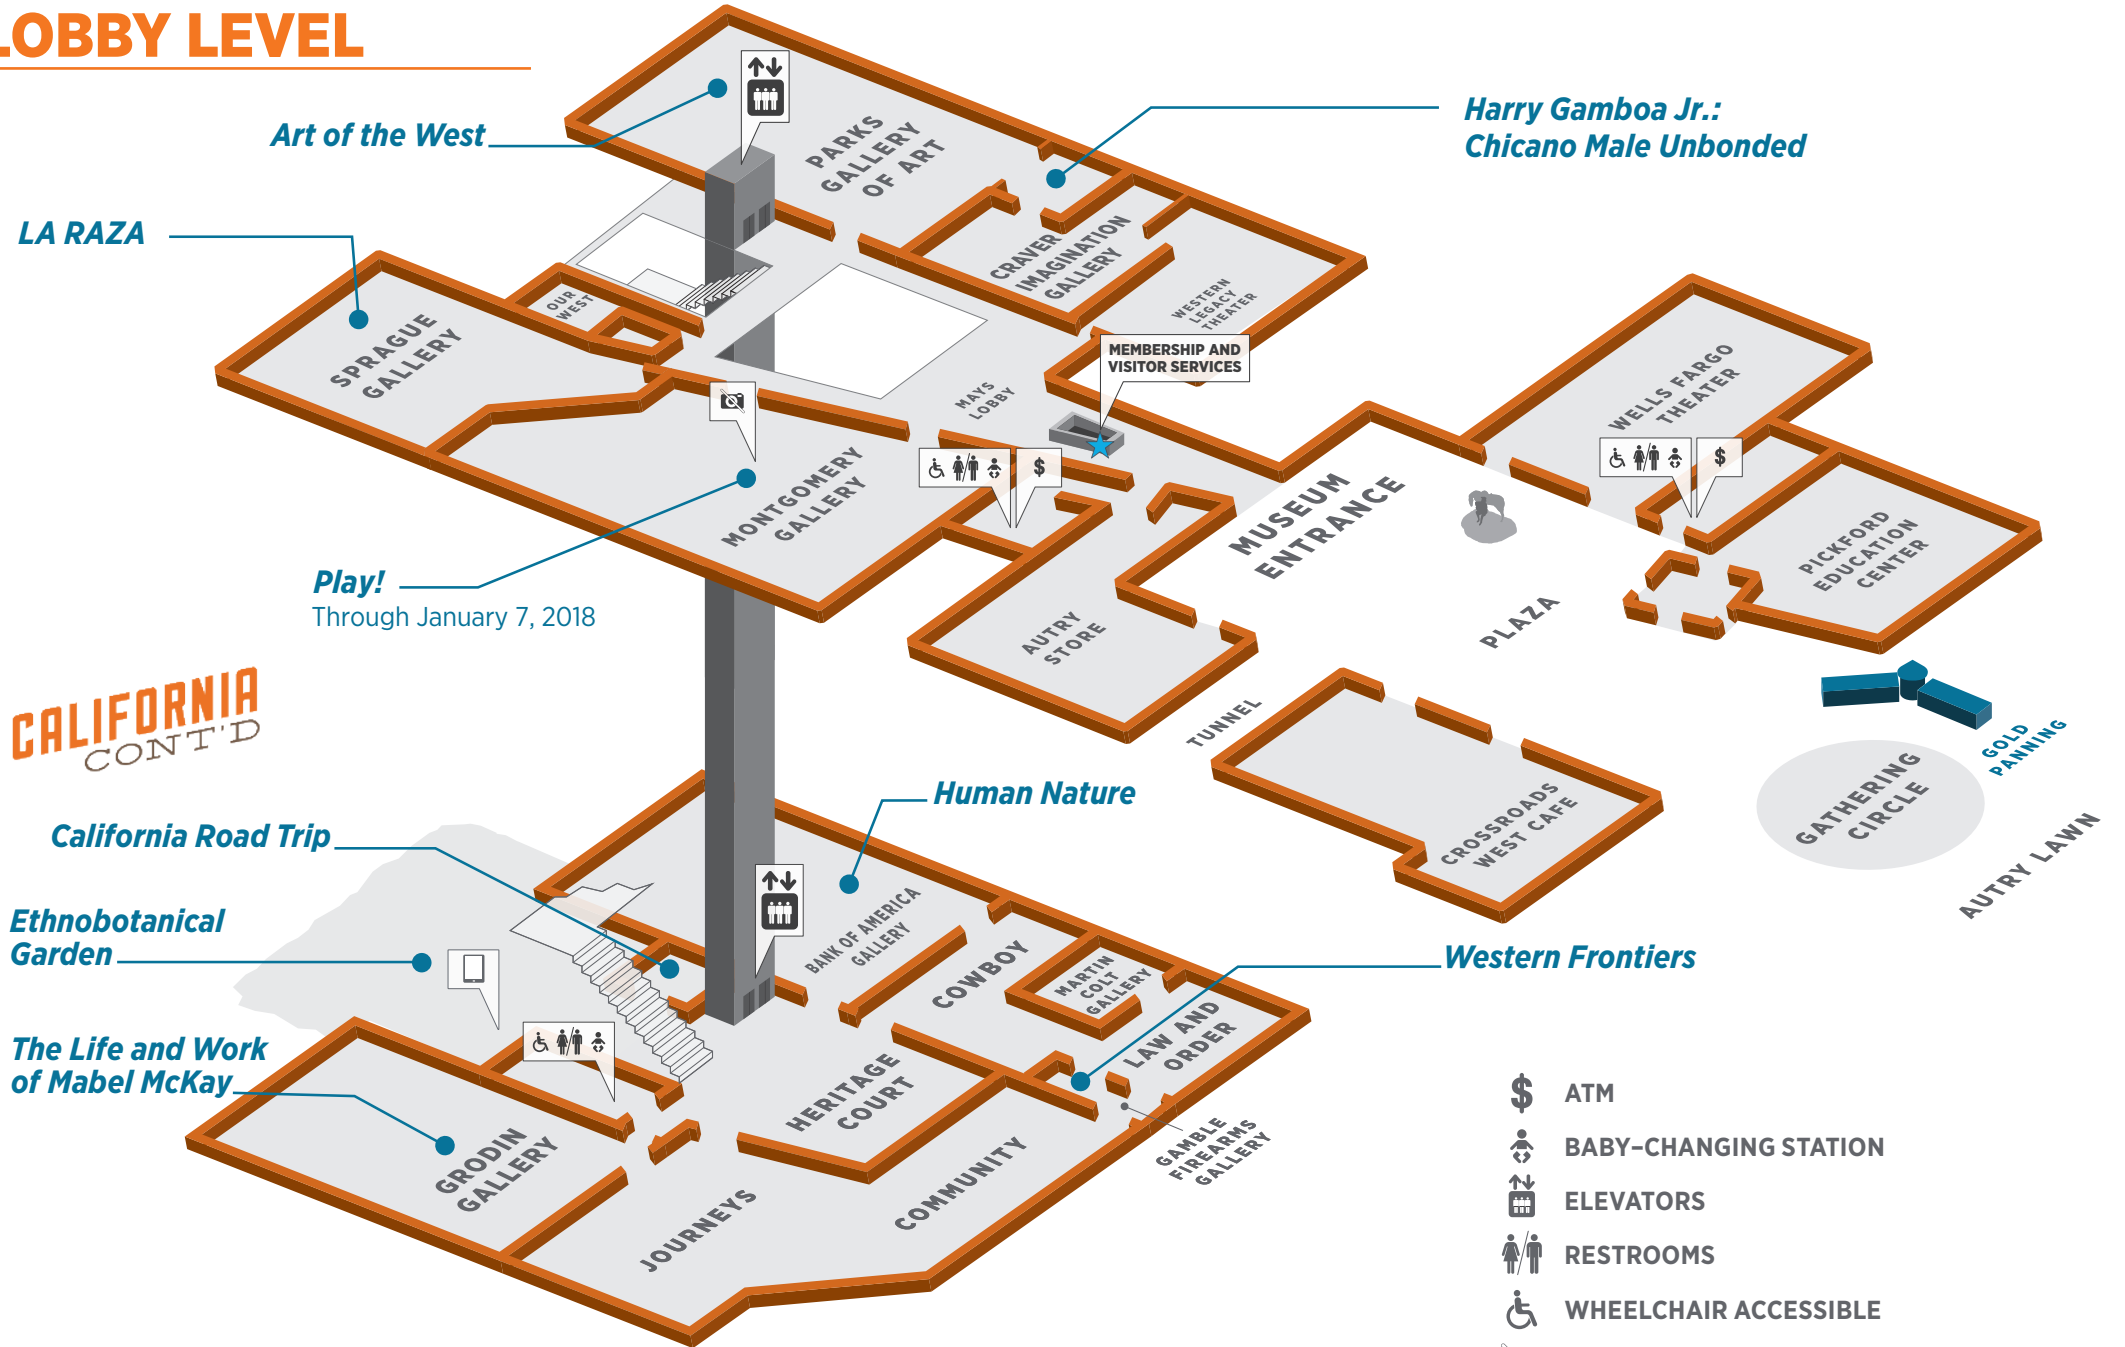 LOBBY LEVEL
Art of the West
Harry Gamboa Jr.:
Chicano Male Unbonded
PARKS
GALLERY
OF ART
LA RAZA
CRAVER
IMAGINATION
GALLERY
OUR
WEST
WESTERN
LEGACY
THEATER
SPRAGUE
GALLERY
MEMBERSHIP AND
VISITOR SERVICES
MAYS
LOBBY
WELLS FARGO
THEATER
$
$
MONTGOMERY
GALLERY
MUSEUM
ENTRANCE
PICKFORD
EDUCATION
CENTER
Play!
Through January 7, 2018
AUTRY
STORE
PLAZA
TUNNEL
CALIFORNIA
CONT'D
GOLD
PANNING
GATHERING
CIRCLE
AUTRY LAWN
CROSSROADS
WEST CAFE
Human Nature
California Road Trip
BANK OF AMERICA
GALLERY
Ethnobotanical
Garden
COWBOY
MARTIN
COLT
GALLERY
Western Frontiers
LAW AND
ORDER
The Life and Work
of Mabel McKay
HERITAGE
COURT
GAMBLE
FIREARMS
GALLERY
GRODIN
GALLERY
COMMUNITY
JOURNEYS
$ ATM
BABY–CHANGING STATION
ELEVATORS
RESTROOMS
WHEELCHAIR ACCESSIBLE